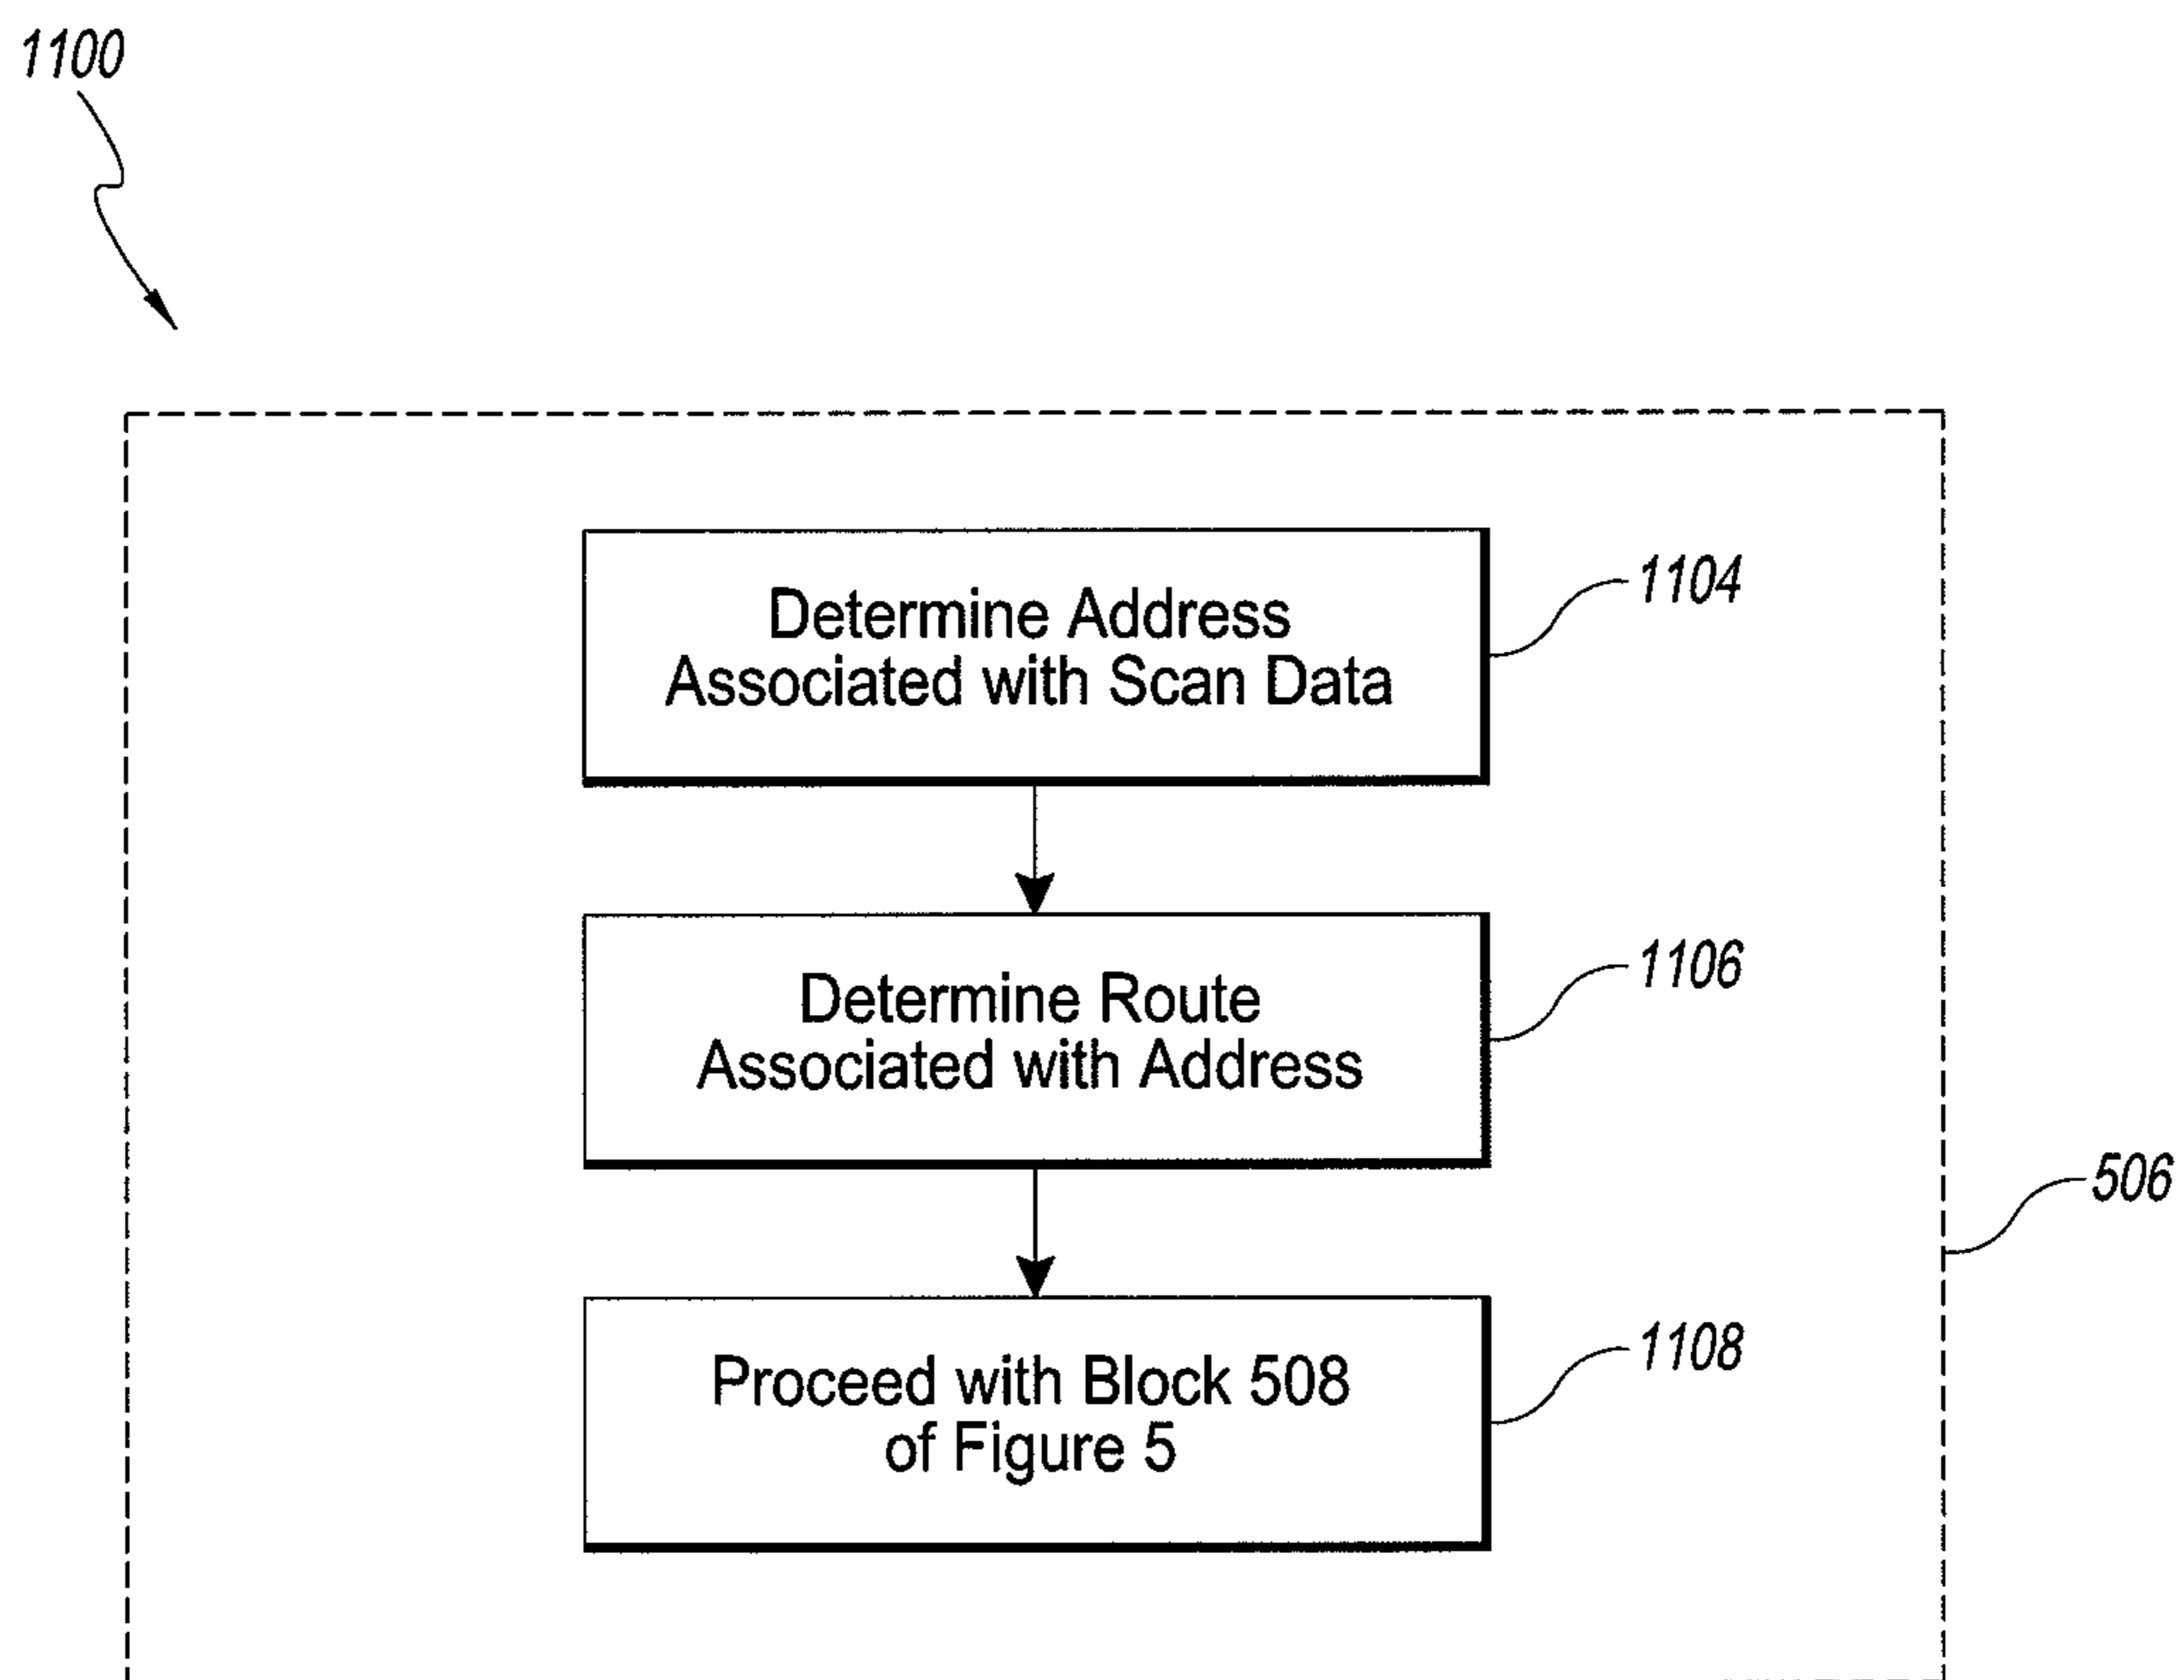 1100
Determine Address
Associated with Scan Data
1104
Determine Route
Associated with Address
1106
506
Proceed with Block 508
of Figure 5
1108